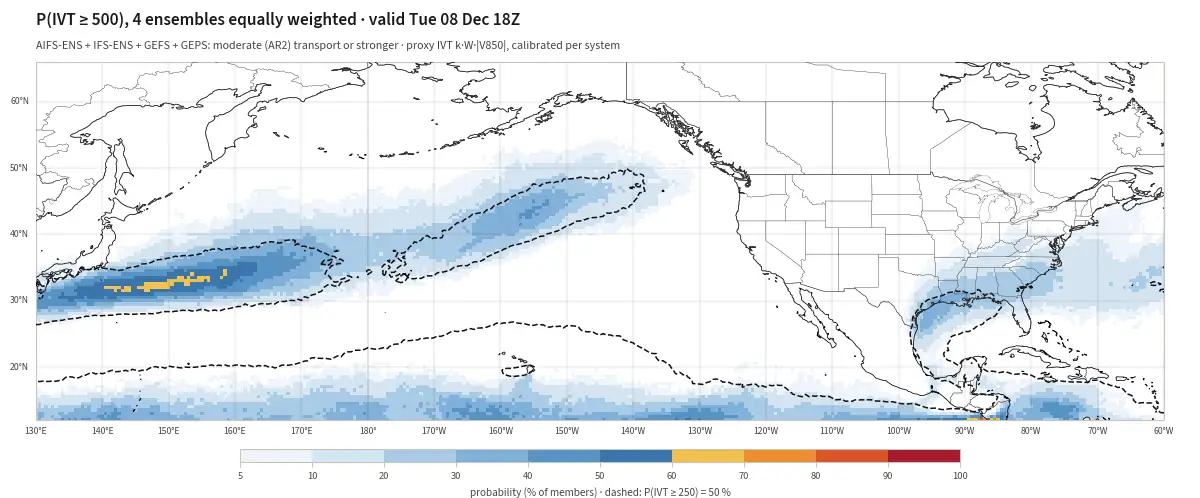 P(IVT ≥ 500), 4 ensembles equally weighted · valid Tue 08 Dec 18Z
AIFS-ENS + IFS-ENS + GEFS + GEPS: moderate (AR2) transport or stronger · proxy IVT k·W·|V850|, calibrated per system
60°N
50°N
40°N
30°N
20°N
130°E 140°E 150°E 160°E 170°E 180° 170°W 160°W 150°W 140°W 130°W 120°W 110°W 100°W 90°W 80°W 70°W 60°W
5 10 20 30 40 50 60 70 80 90 100
probability (% of members) · dashed: P(IVT ≥ 250) = 50 %